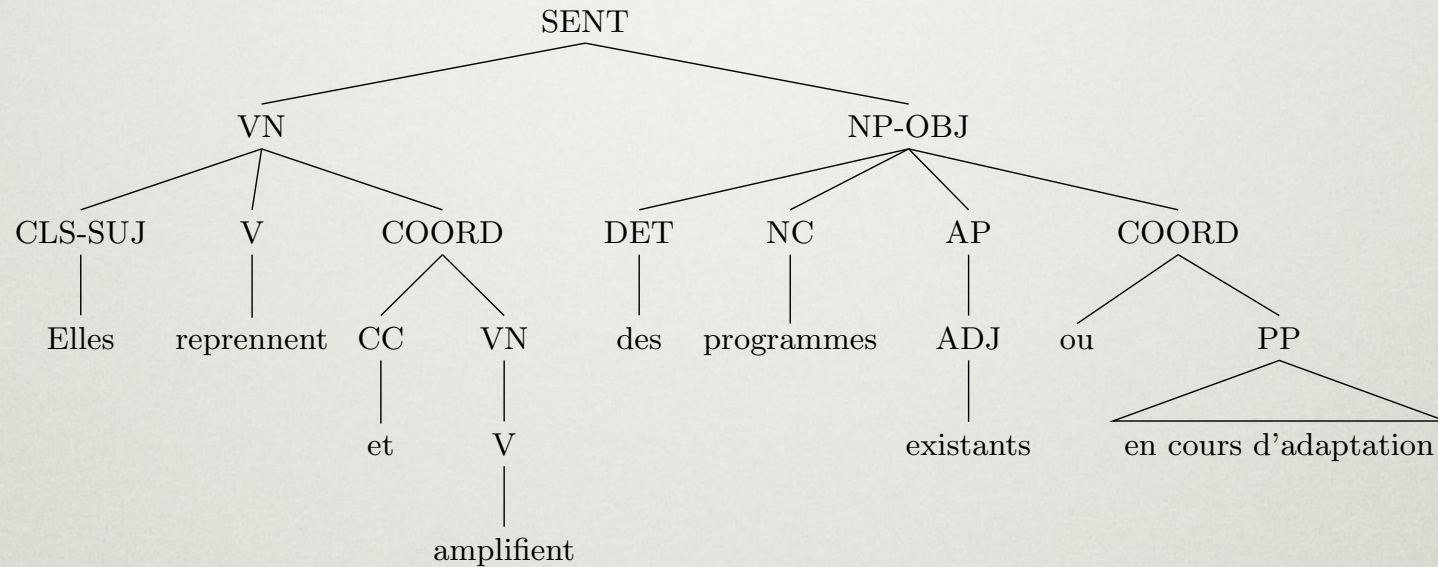 SENT
VN NP-OBJ
CLS-SUJ V COORD DET NC AP COORD
Elles reprennent CC VN des programmes ADJ ou PP
et V existants en cours d'adaptation
amplifient